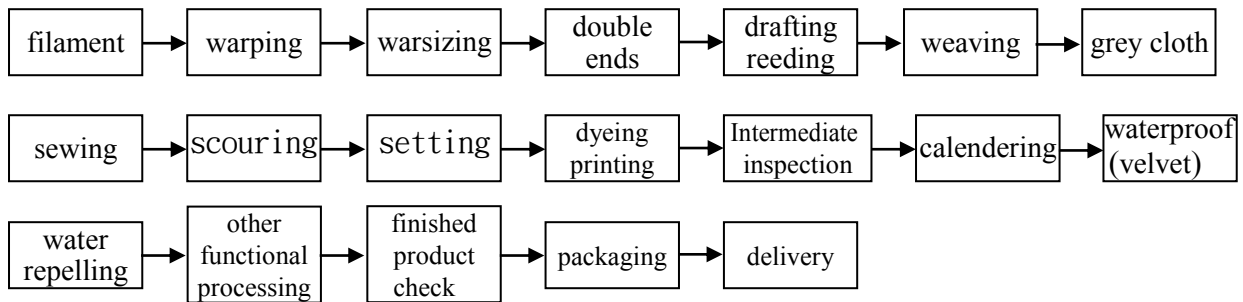 filament
warping
warsizing
double
ends
drafting
reeding
weaving
grey cloth
sewing
scouring
setting
dyeing
printing
Intermediate
inspection
calendering
waterproof
(velvet)
water
repelling
other
functional
processing
finished
product
check
packaging
delivery